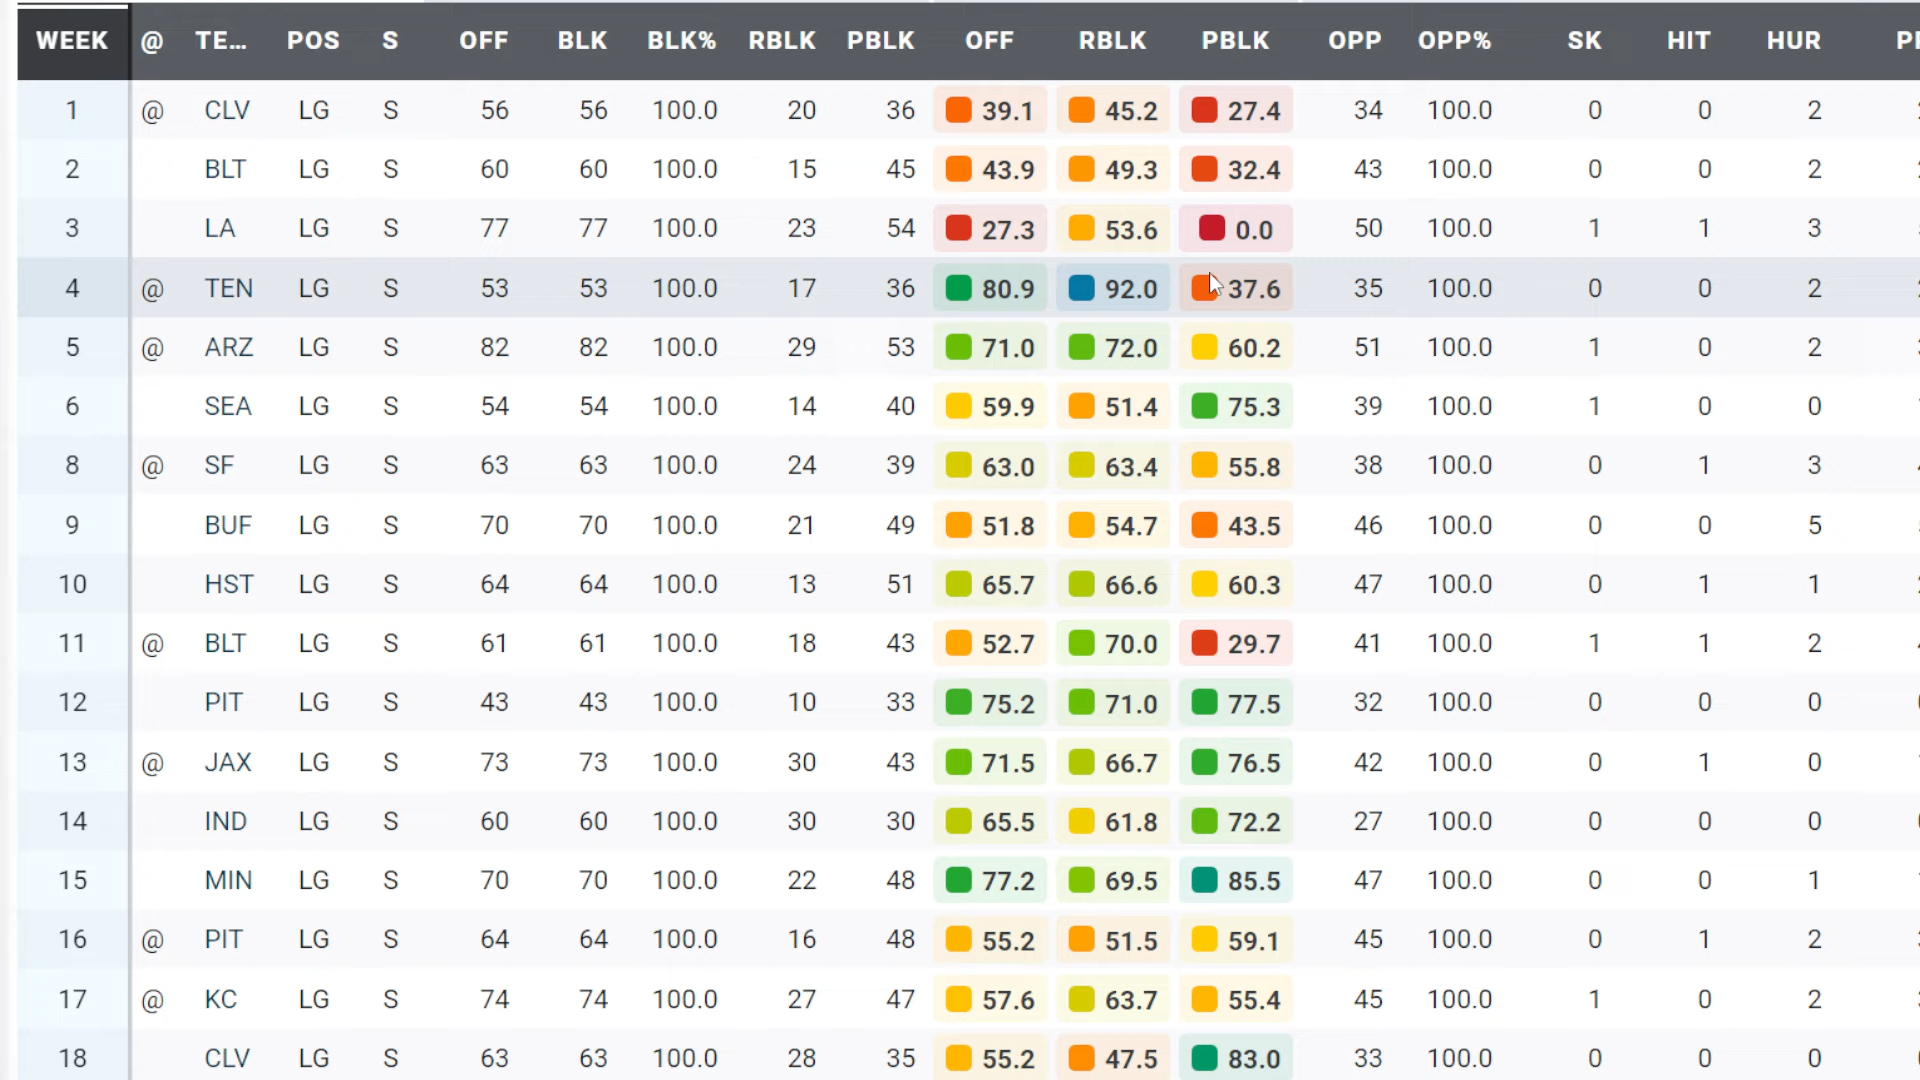 WEEK @ TE... POS S OFF BLK BLK% RBLK PBLK OFF RBLK PBLK OPP OPP% SK HIT HUR
1 @ CLV LG S 56 56 100.0 20 36 39.1 45.2 27.4 34 100.0 0 0 2
2 BLT LG S 60 60 100.0 15 45 43.9 49.3 32.4 43 100.0 0 0 2
3 LA LG S 77 77 100.0 23 54 27.3 53.6 0.0 50 100.0 1 1 3
4 @ TEN LG S 53 53 100.0 17 36 80.9 92.0 37.6 35 100.0 0 0 2
5 @ ARZ LG S 82 82 100.0 29 53 71.0 72.0 60.2 51 100.0 1 0 2
6 SEA LG S 54 54 100.0 14 40 59.9 51.4 75.3 39 100.0 1 0 0
8 @ SF LG S 63 63 100.0 24 39 63.0 63.4 55.8 38 100.0 0 1 3
9 BUF LG S 70 70 100.0 21 49 51.8 54.7 43.5 46 100.0 0 0 5
10 HST LG S 64 64 100.0 13 51 65.7 66.6 60.3 47 100.0 0 1 1
11 @ BLT LG S 61 61 100.0 18 43 52.7 70.0 29.7 41 100.0 1 1 2
12 PIT LG S 43 43 100.0 10 33 75.2 71.0 77.5 32 100.0 0 0 0
13 @ JAX LG S 73 73 100.0 30 43 71.5 66.7 76.5 42 100.0 0 1 0
14 IND LG S 60 60 100.0 30 30 65.5 61.8 72.2 27 100.0 0 0 0
15 MIN LG S 70 70 100.0 22 48 77.2 69.5 85.5 47 100.0 0 0 1
16 @ PIT LG S 64 64 100.0 16 48 55.2 51.5 59.1 45 100.0 0 1 2
17 @ KC LG S 74 74 100.0 27 47 57.6 63.7 55.4 45 100.0 1 0 2
18 CLV LG S 63 63 100.0 28 35 55.2 47.5 83.0 33 100.0 0 0 0